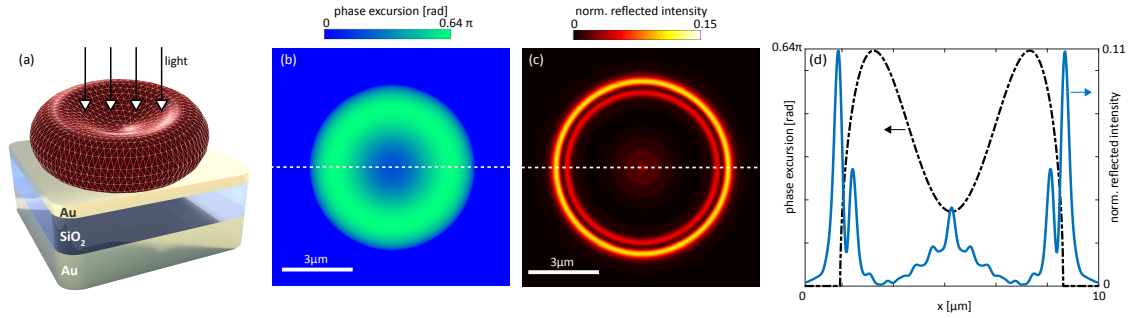 (a)
light
Au
SiO₂
Au
phase excursion [rad]
0
0.64 π
(b)
3μm
norm. reflected intensity
0
0.15
(c)
3μm
(d)
0.64π
phase excursion [rad]
0
0
10
x [μm]
0.11
norm. reflected intensity